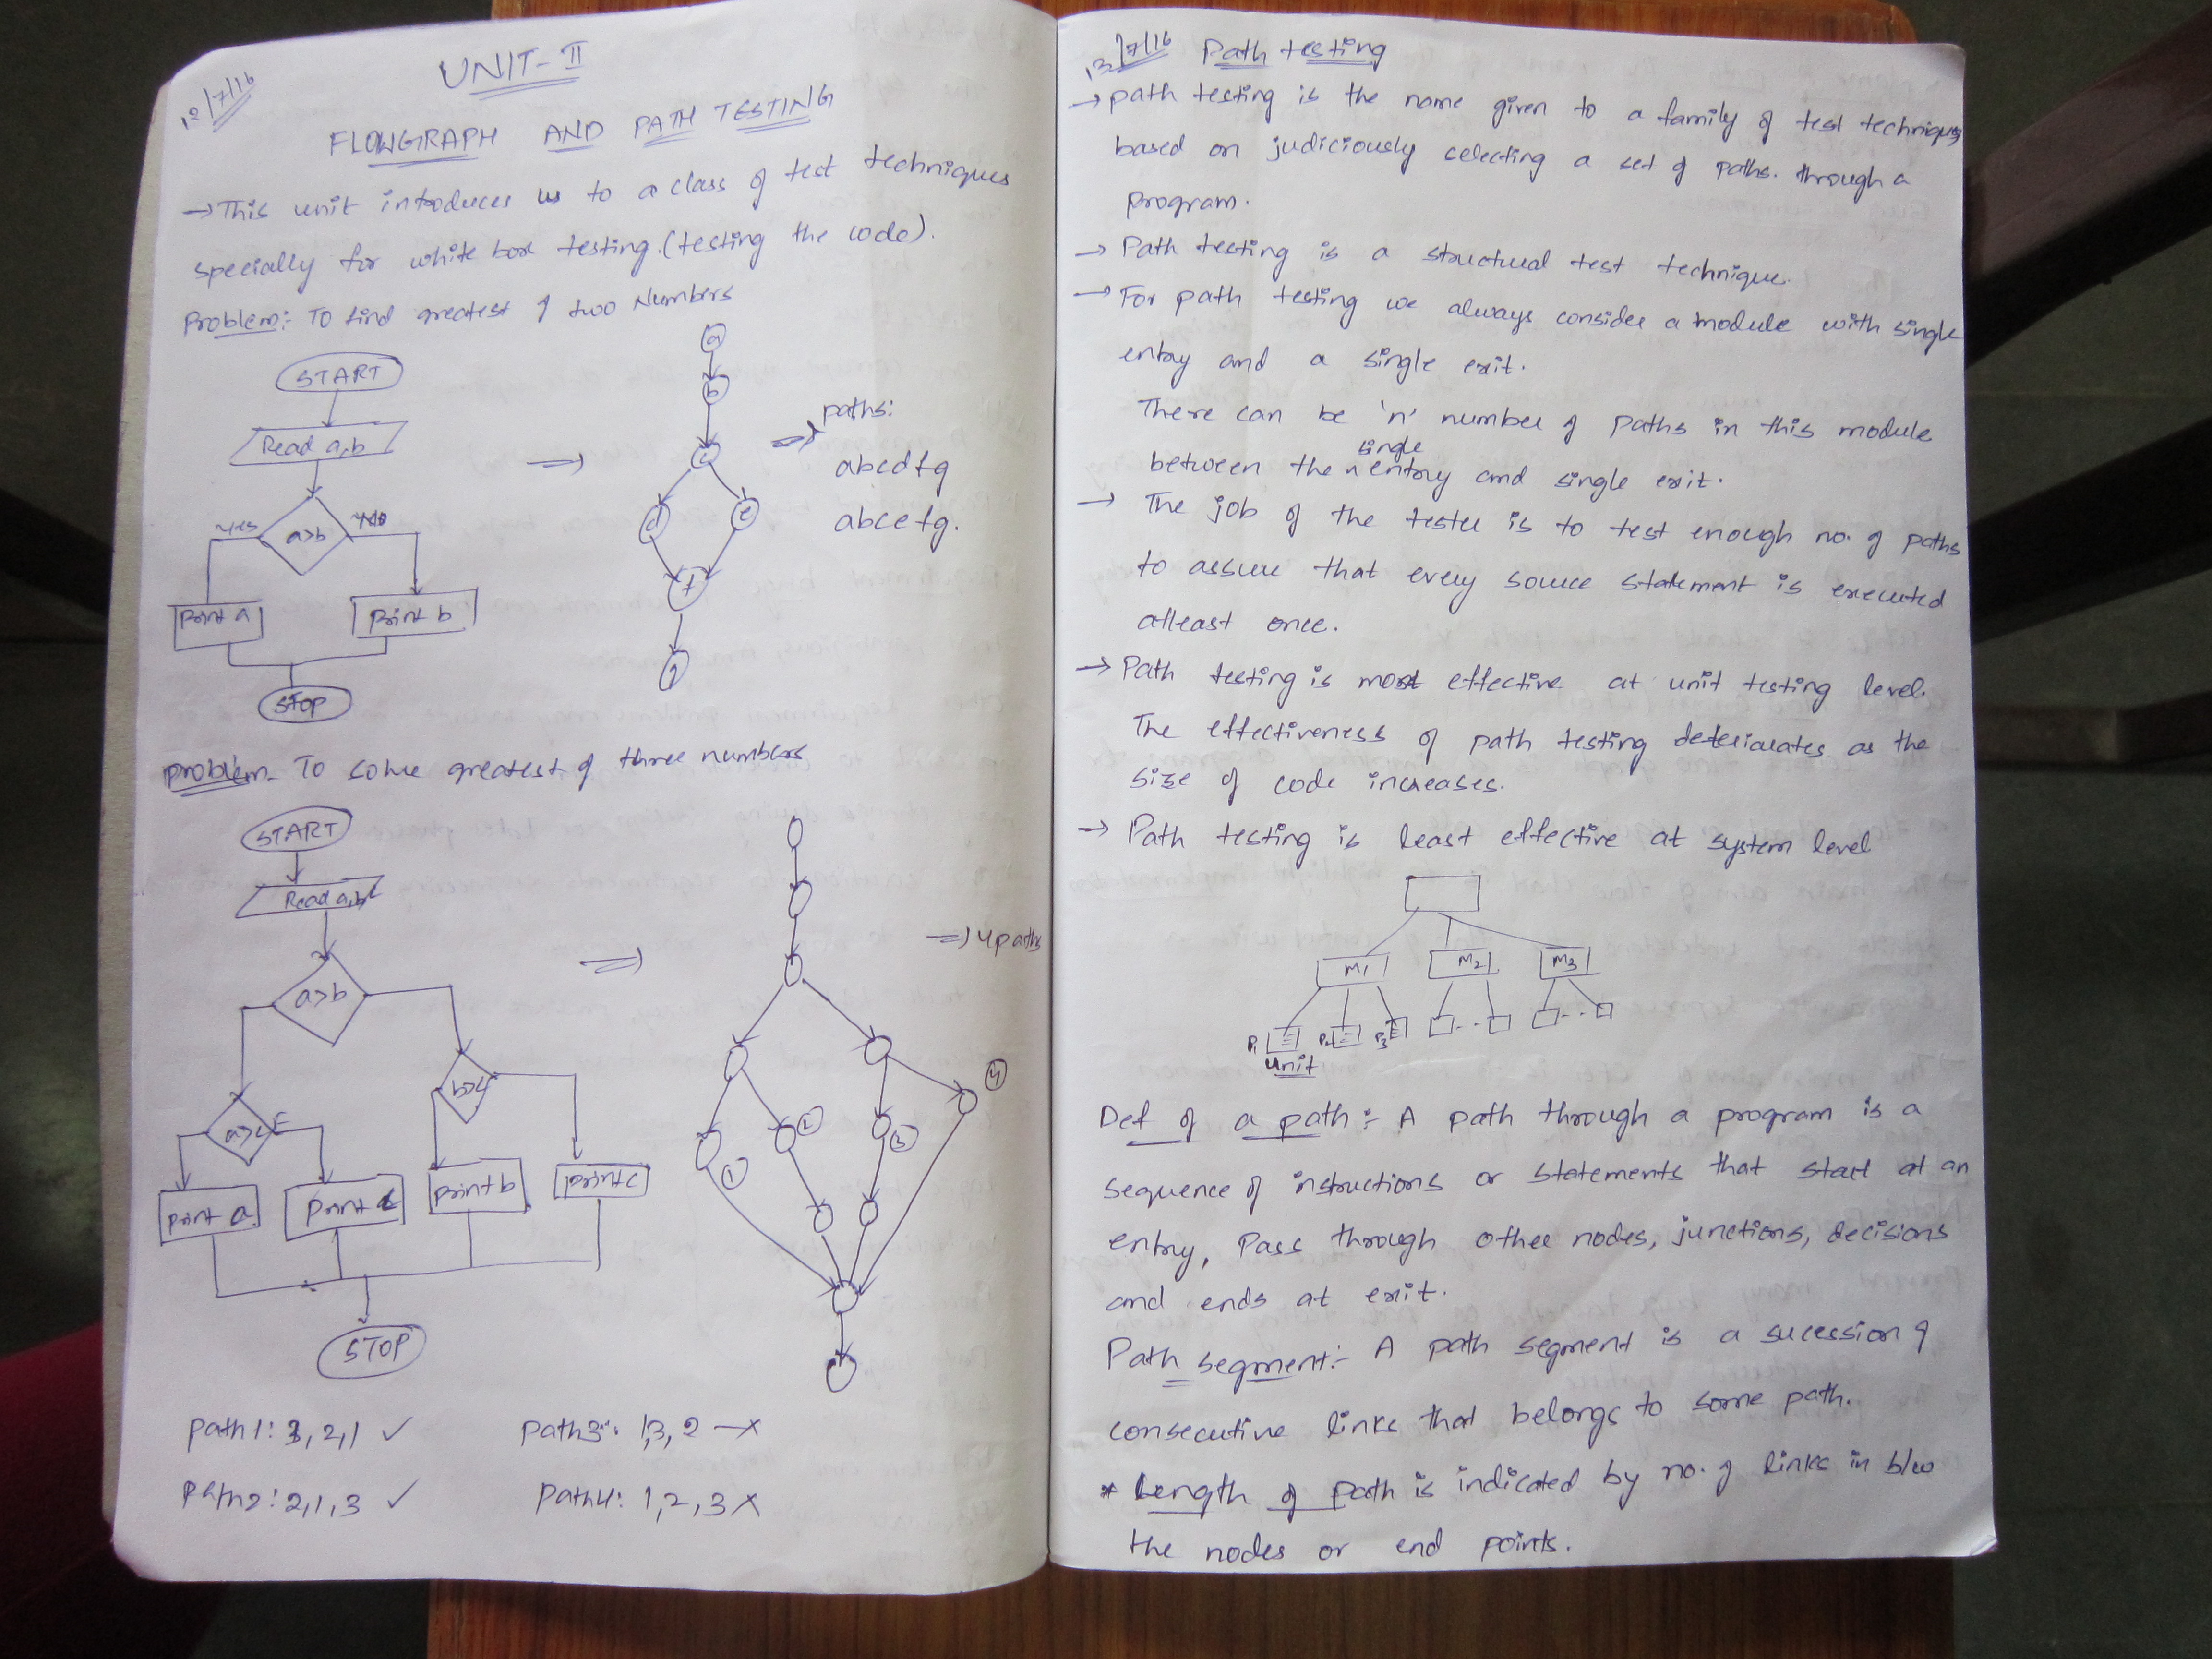 UNIT-II
FLOWGRAPH AND PATH TESTING
→ This unit introduces us to a class of test techniques
specially for white box testing. (testing the code).
Problem: To find greatest of two Numbers
START
Read a,b
a>b
yes
NO
Print a
Print b
STOP
⇒
a
b
c
d
e
f
g
⇒ paths:
abcdfg
abcefg.
Problem- To solve greatest of three numbers
START
Read a,b,c
a>b
a>c
F
b>c
print a
print c
print b
print c
STOP
⇒
⇒ 4 paths
1
2
3
4
Path 1: 3,2,1 ✓
Path 3: 1,3,2 – x
Path 2: 2,1,3 ✓
Path 4: 1,2,3 x
Path testing
→ path testing is the name given to a family of test techniques
based on judiciously selecting a set of paths. through a
program.
→ Path testing is a structual test technique.
→ For path testing we always consider a module with single
entry and a single exit.
There can be 'n' number of paths in this module
between the single entry and single exit.
→ The job of the tester is to test enough no. of paths
to assure that every source statement is executed
atleast once.
→ Path testing is most effective at unit testing level.
The effectiveness of path testing deteriorates as the
size of code increases.
→ Path testing is least effective at system level
M1
M2
M3
P1
P2
P3
Unit
Def of a path :- A path through a program is a
sequence of instructions or statements that start at an
entry, Pass through other nodes, junctions, decisions
and ends at exit.
Path segment:- A path segment is a sucession of
consecutive links that belongs to some path.
* Length of path is indicated by no. of links in b/w
the nodes or end points.